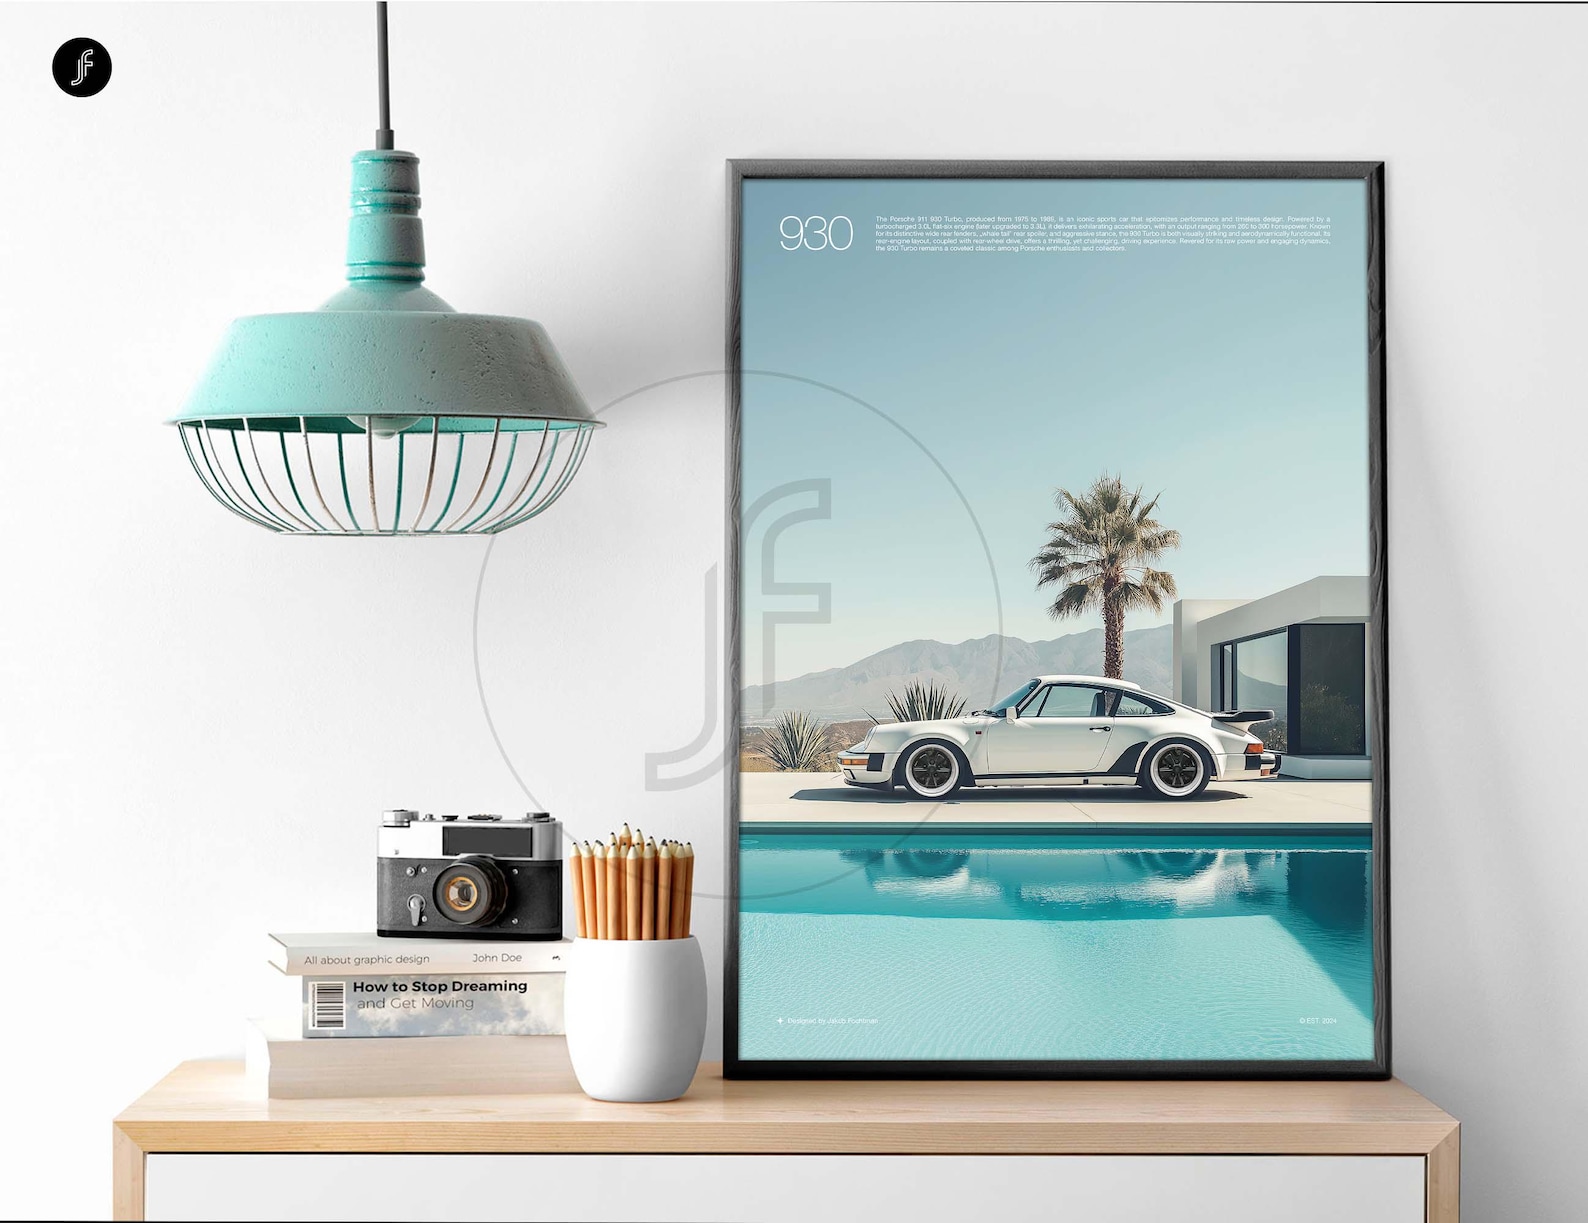 JF
930
The Porsche 911 930 Turbo, produced from 1975 to 1989, is an iconic sports car that epitomizes performance and timeless design. Powered by a
turbocharged 3.0L flat-six engine (later upgraded to 3.3L), it delivers exhilarating acceleration, with an output ranging from 260 to 300 horsepower. Known
for its distinctive wide rear fenders, „whale tail" rear spoiler, and aggressive stance, the 930 Turbo is both visually striking and aerodynamically functional. Its
rear-engine layout, coupled with rear-wheel drive, offers a thrilling, yet challenging, driving experience. Revered for its raw power and engaging dynamics,
the 930 Turbo remains a coveted classic among Porsche enthusiasts and collectors.
JF
All about graphic design John Doe
How to Stop Dreaming
and Get Moving
Designed by Jakob Fischtman
© EST. 2024